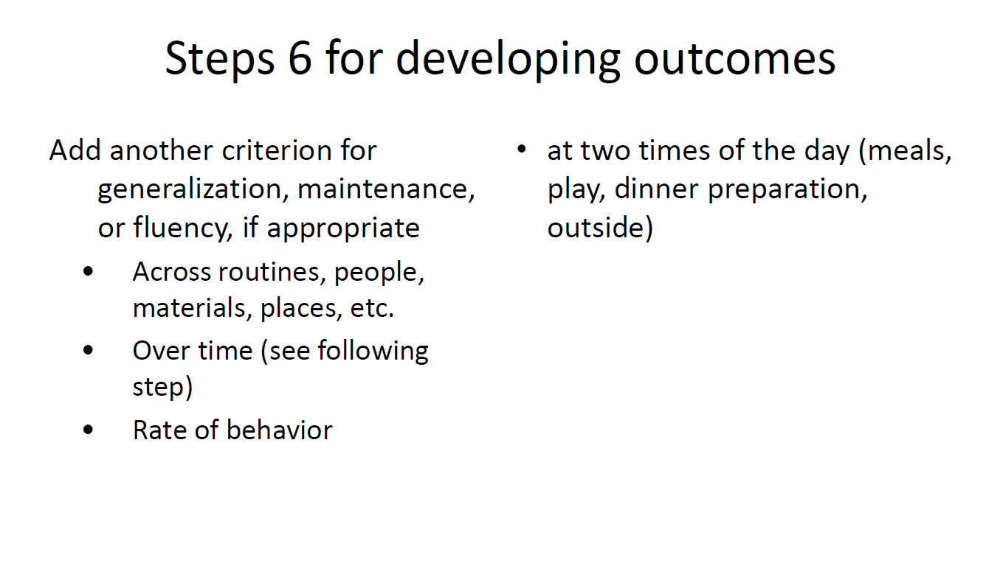 Steps 6 for developing outcomes
Add another criterion for
generalization, maintenance,
or fluency, if appropriate
• Across routines, people,
materials, places, etc.
• Over time (see following
step)
• Rate of behavior
• at two times of the day (meals,
play, dinner preparation,
outside)